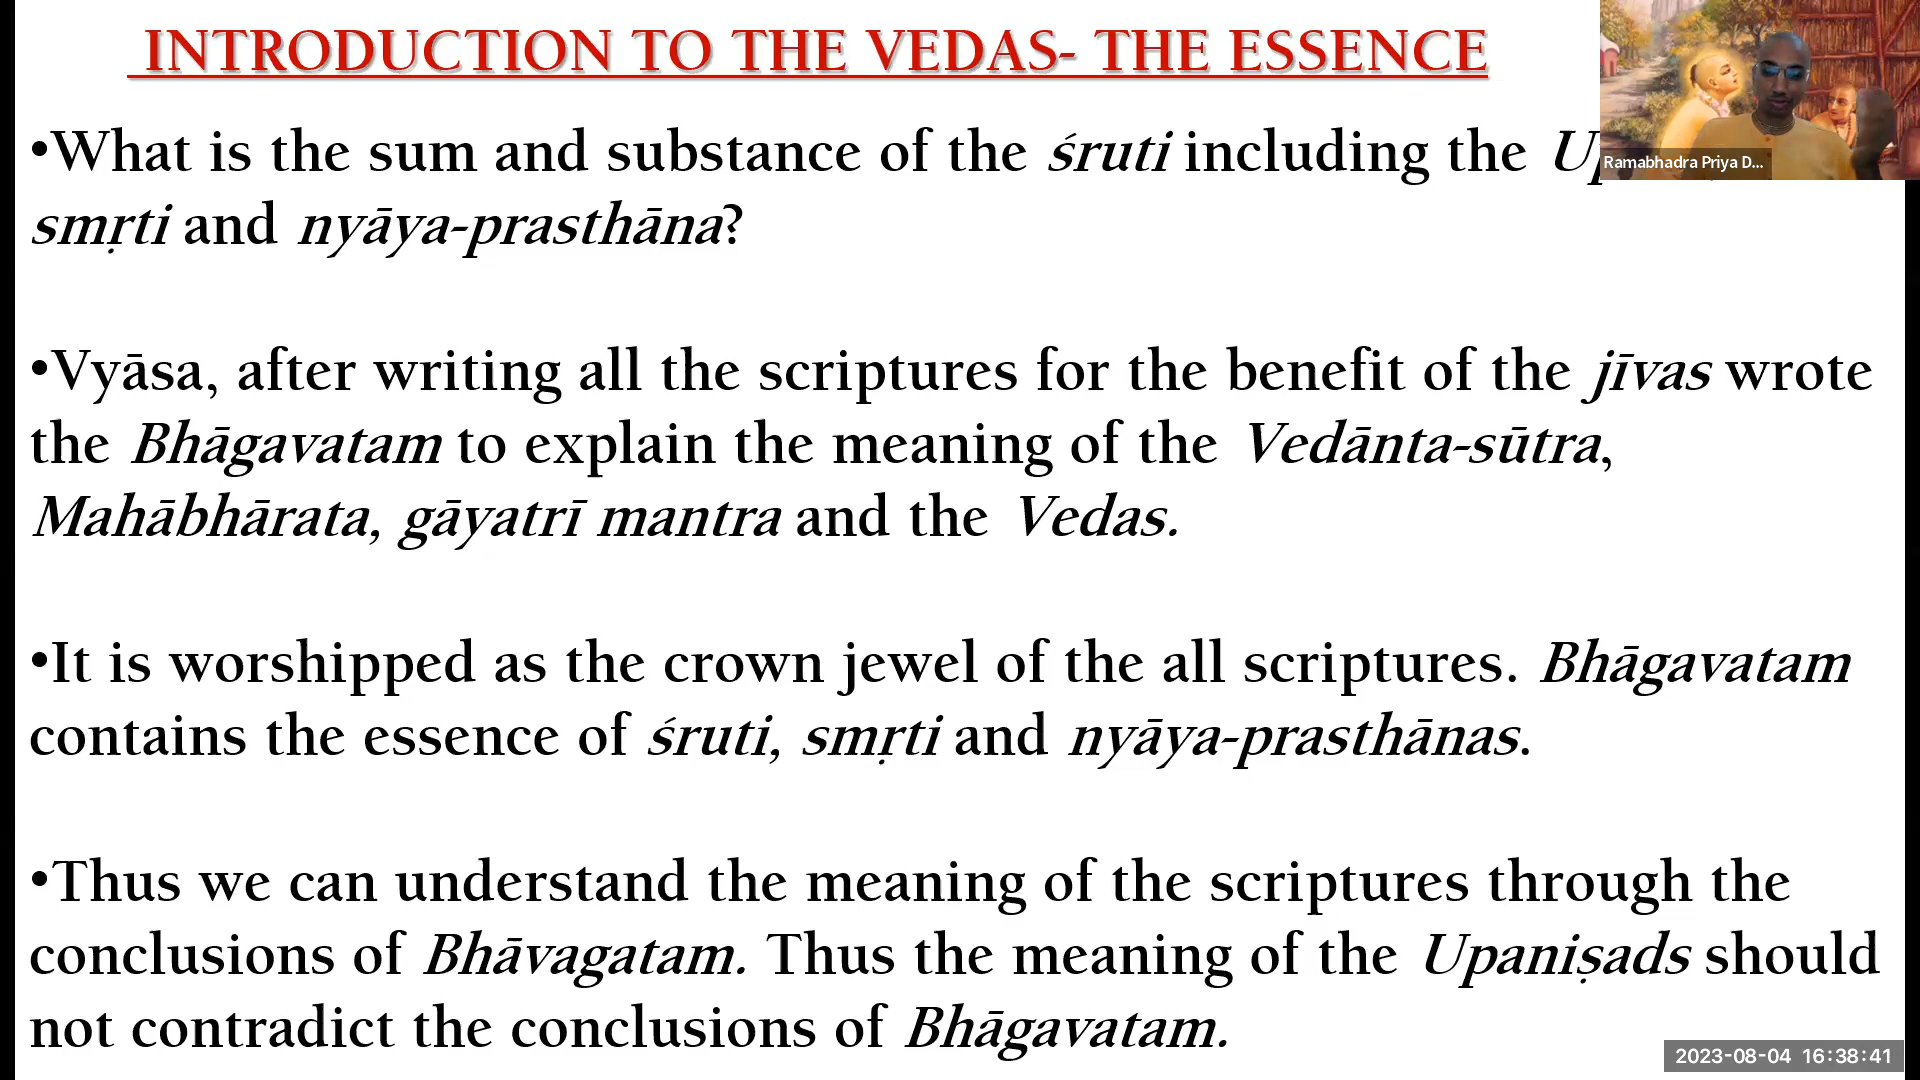 INTRODUCTION TO THE VEDAS- THE ESSENCE
•What is the sum and substance of the śruti including the
smṛti and nyāya-prasthāna?
•Vyāsa, after writing all the scriptures for the benefit of the jīvas wrote
the Bhāgavatam to explain the meaning of the Vedānta-sūtra,
Mahābhārata, gāyatrī mantra and the Vedas.
•It is worshipped as the crown jewel of the all scriptures. Bhāgavatam
contains the essence of śruti, smṛti and nyāya-prasthānas.
•Thus we can understand the meaning of the scriptures through the
conclusions of Bhāvagatam. Thus the meaning of the Upaniṣads should
not contradict the conclusions of Bhāgavatam.
Ramabhadra Priya D...
2023-08-04 16:38:41